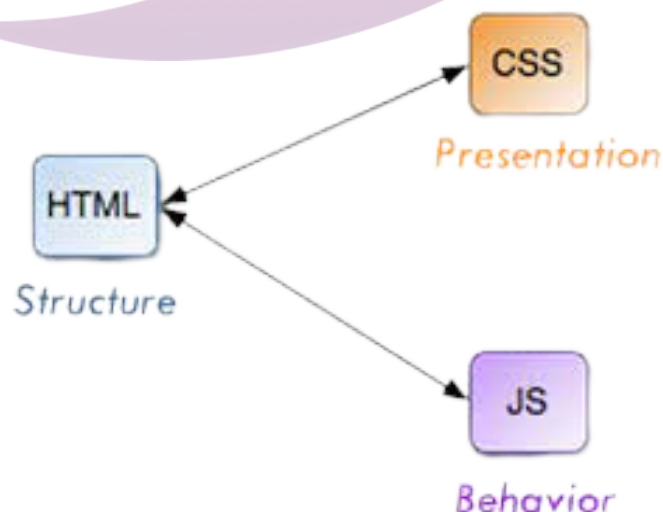 CSS
Presentation
HTML
Structure
JS
Behavior